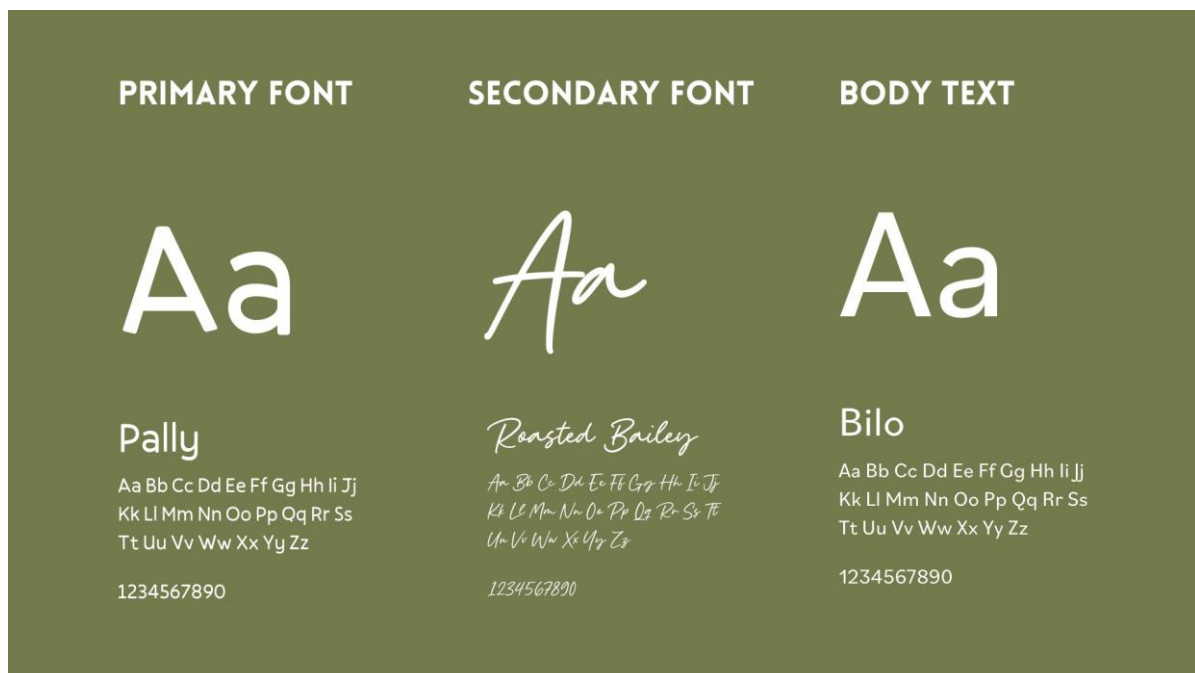 PRIMARY FONT
Aa
Pally
Aa Bb Cc Dd Ee Ff Gg Hh Ii Jj
Kk Ll Mm Nn Oo Pp Qq Rr Ss
Tt Uu Vv Ww Xx Yy Zz
1234567890
SECONDARY FONT
Aa
Roasted Bailey
Aa Bb Cc Dd Ee Ff Gg Hh Ii Jj
Kk Ll Mm Nn Oo Pp Qq Rr Ss Tt
Uu Vv Ww Xx Yy Zz
1234567890
BODY TEXT
Aa
Bilo
Aa Bb Cc Dd Ee Ff Gg Hh Ii Jj
Kk Ll Mm Nn Oo Pp Qq Rr Ss
Tt Uu Vv Ww Xx Yy Zz
1234567890